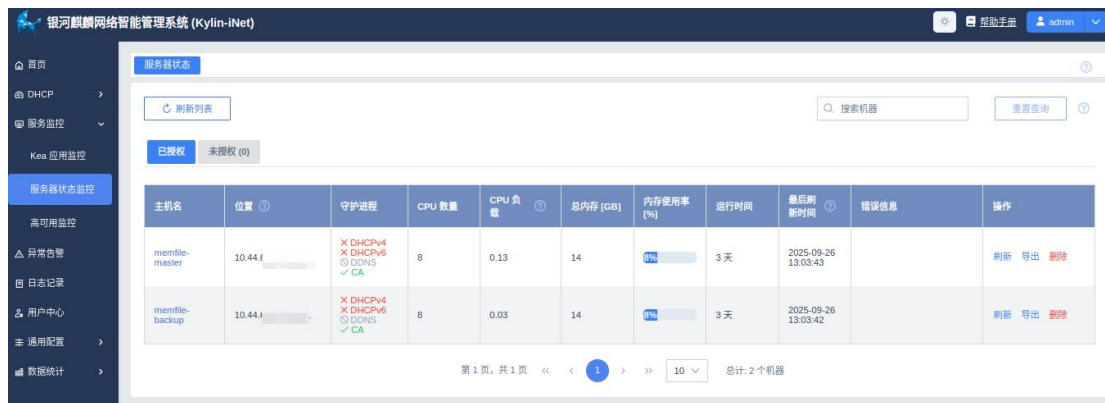 银河麒麟网络智能管理系统 (Kylin-iNet)
帮助手册
admin
首页
DHCP
服务监控
Kea 应用监控
服务器状态监控
高可用监控
异常告警
日志记录
用户中心
通用配置
数据统计
服务器状态
刷新列表
搜索机器
重置查询
已授权 未授权 (0)
主机名 位置 守护进程 CPU 数量 CPU 负载 总内存 [GB] 内存使用率 [%] 运行时间 最后刷新时间 错误信息 操作
memfile-master 10.44. DHCPv4 DHCPv6 DDNS CA 8 0.13 14 8% 3 天 2025-09-26 13:03:43 刷新 导出 删除
memfile-backup 10.44. DHCPv4 DHCPv6 DDNS CA 8 0.03 14 8% 3 天 2025-09-26 13:03:42 刷新 导出 删除
第 1 页, 共 1 页 « ‹ 1 › » 10 总计: 2 个机器